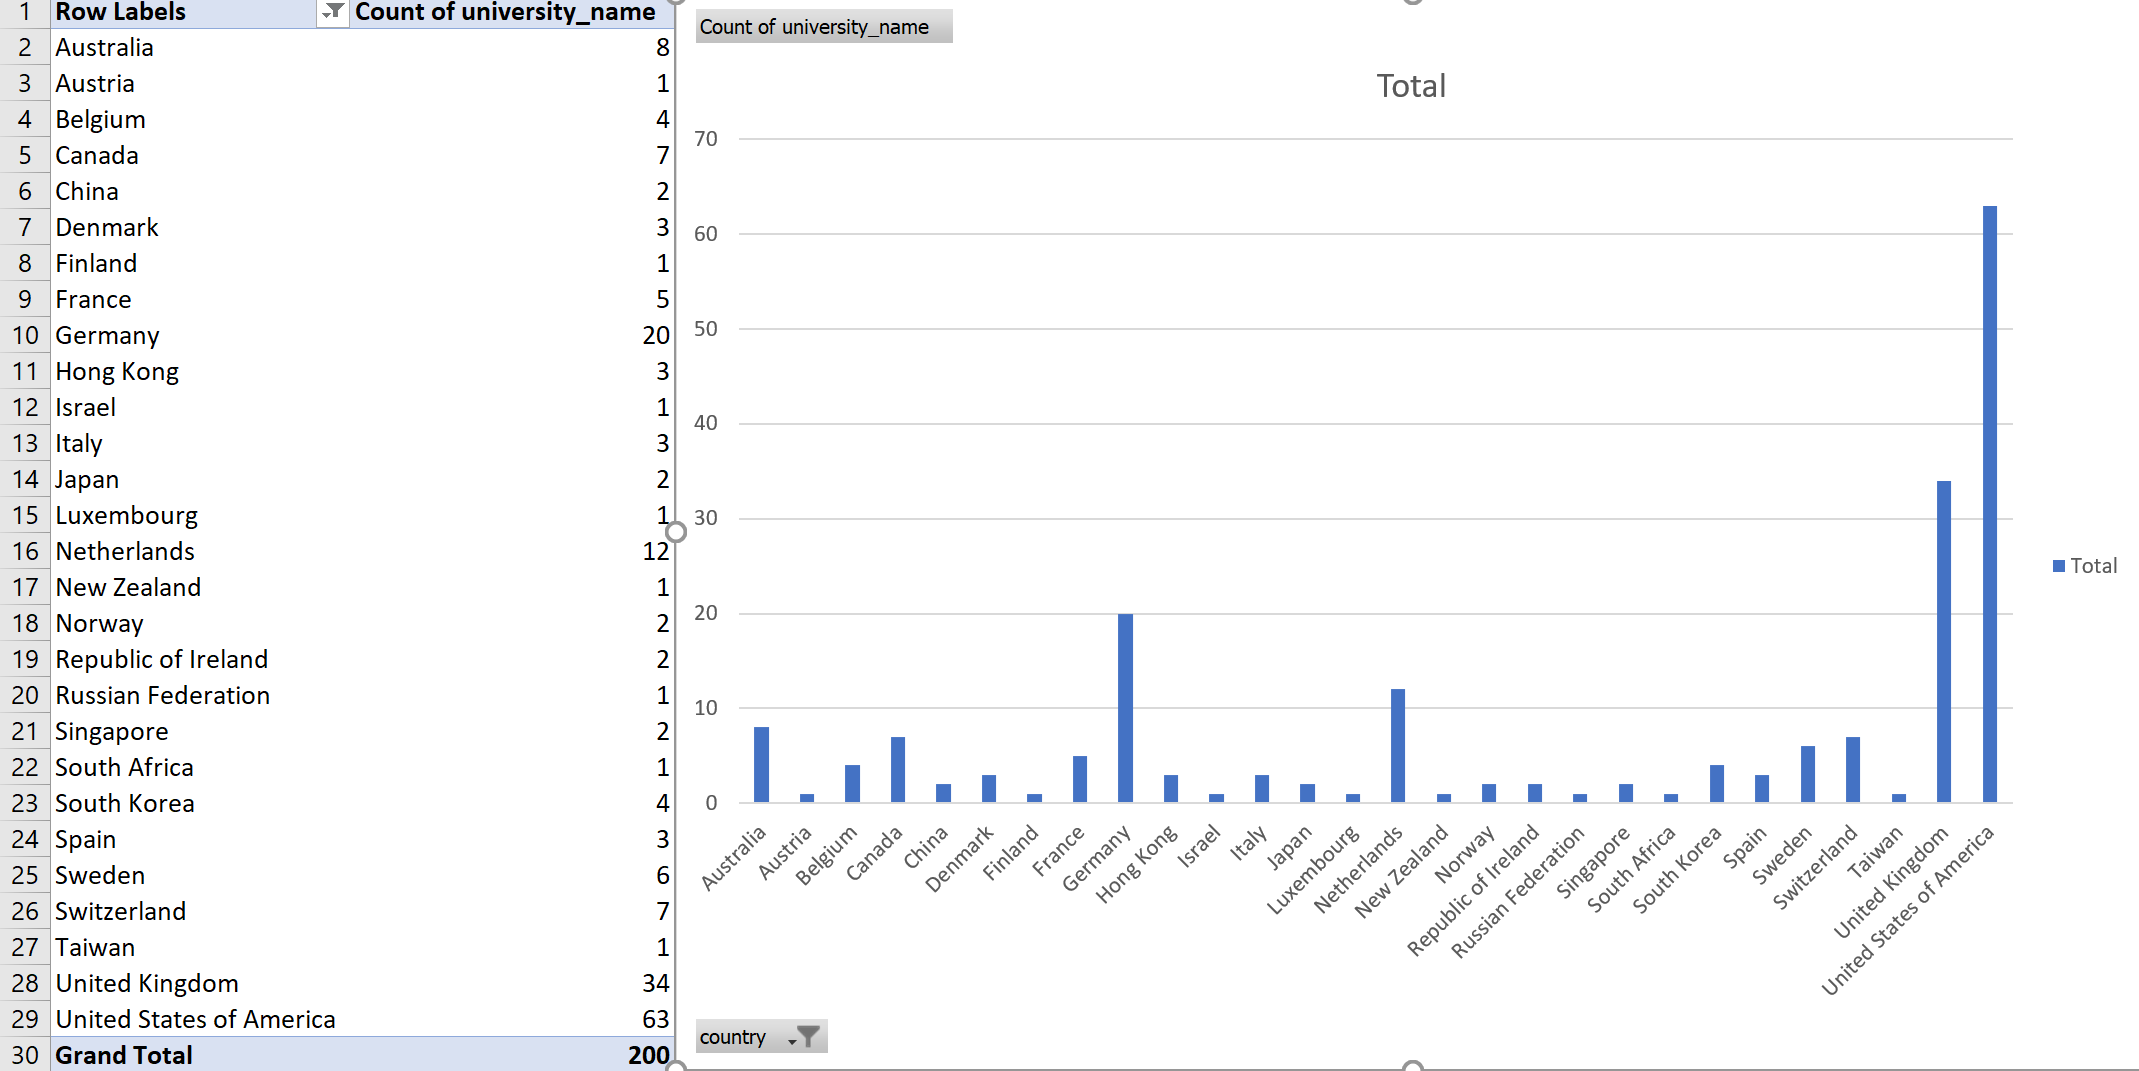 1 Row Labels Count of university_name
2 Australia 8
3 Austria 1
4 Belgium 4
5 Canada 7
6 China 2
7 Denmark 3
8 Finland 1
9 France 5
10 Germany 20
11 Hong Kong 3
12 Israel 1
13 Italy 3
14 Japan 2
15 Luxembourg 1
16 Netherlands 12
17 New Zealand 1
18 Norway 2
19 Republic of Ireland 2
20 Russian Federation 1
21 Singapore 2
22 South Africa 1
23 South Korea 4
24 Spain 3
25 Sweden 6
26 Switzerland 7
27 Taiwan 1
28 United Kingdom 34
29 United States of America 63
30 Grand Total 200
Count of university_name
Total
70
60
50
40
30
20
10
0
Australia
Austria
Belgium
Canada
China
Denmark
Finland
France
Germany
Hong Kong
Israel
Italy
Japan
Luxembourg
Netherlands
New Zealand
Norway
Republic of Ireland
Russian Federation
Singapore
South Africa
South Korea
Spain
Sweden
Switzerland
Taiwan
United Kingdom
United States of America
Total
country